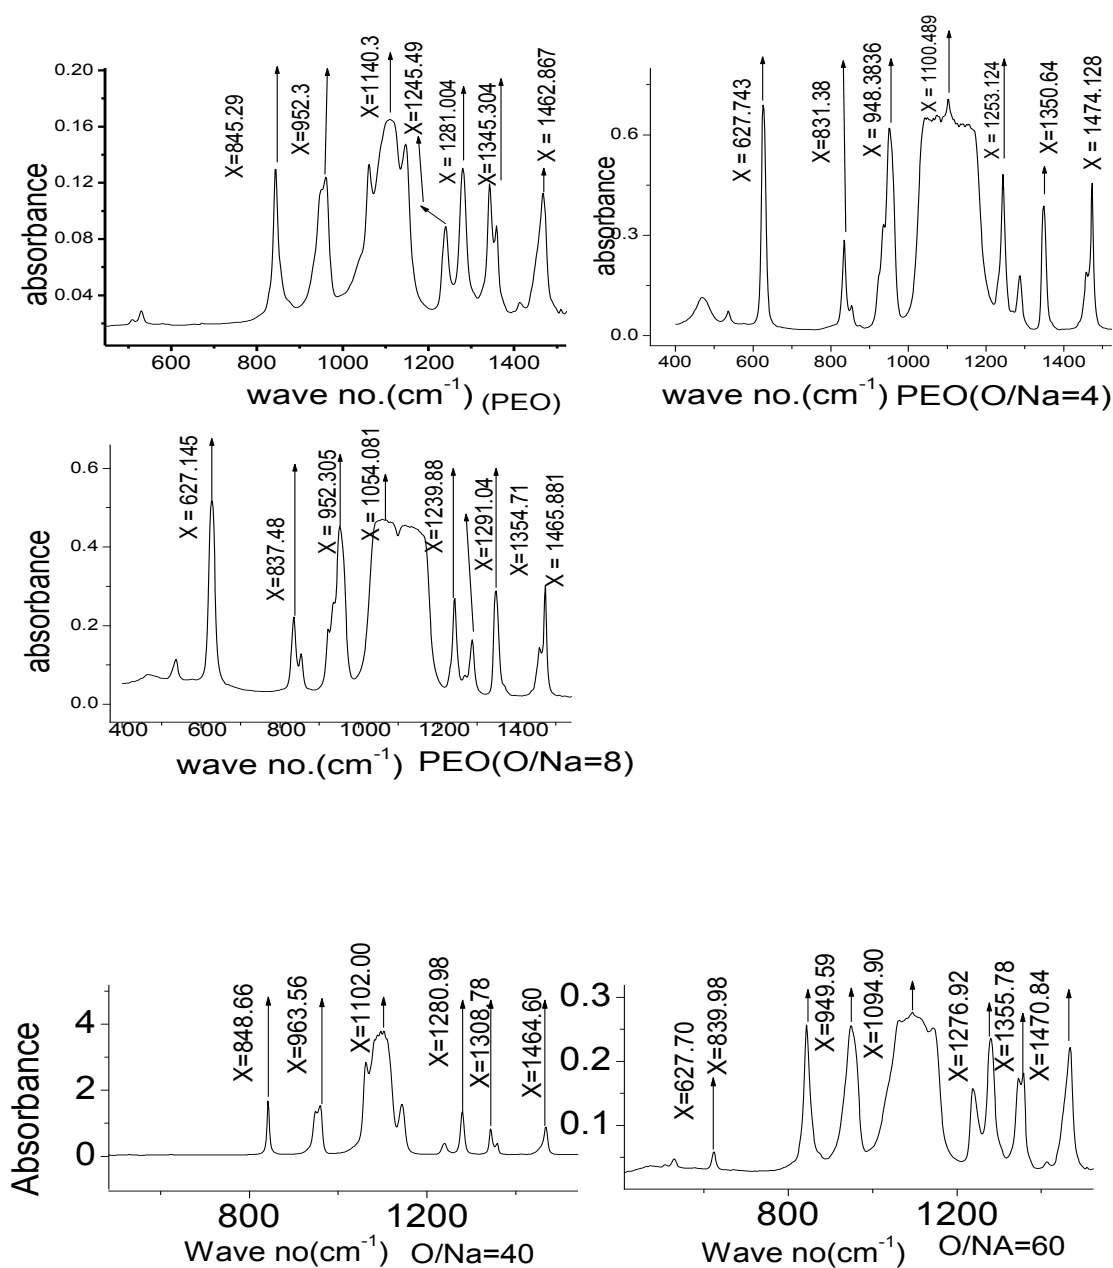 X=845.29
X=952.3
X=1140.3
X=1245.49
X = 1281.004
X=1345.304
X = 1462.867
0.20
0.16
0.12
0.08
0.04
absorbance
600
800
1000
1200
1400
wave no.(cm-1) (PEO)
X = 627.743
X=831.38
X = 948.3836
X = 1100.489
X = 1253.124
X=1350.64
X = 1474.128
0.6
0.3
0.0
absorbance
400
600
800
1000
1200
1400
wave no.(cm-1) PEO(O/Na=4)
X = 627.145
X=837.48
X = 952.305
X = 1054.081
X=1239.88
X=1291.04
X=1354.71
X = 1465.881
0.6
0.4
0.2
0.0
absorbance
400
600
800
1000
1200
1400
wave no.(cm-1) PEO(O/Na=8)
X=848.66
X=963.56
X=1102.00
X=1280.98
X=1308.78
X=1464.60
4
2
0
Absorbance
800
1200
Wave no(cm-1) O/Na=40
X=627.70
X=839.98
X=949.59
X=1094.90
X=1276.92
X=1355.78
X=1470.84
0.3
0.2
0.1
800
1200
Wave no(cm-1) O/NA=60